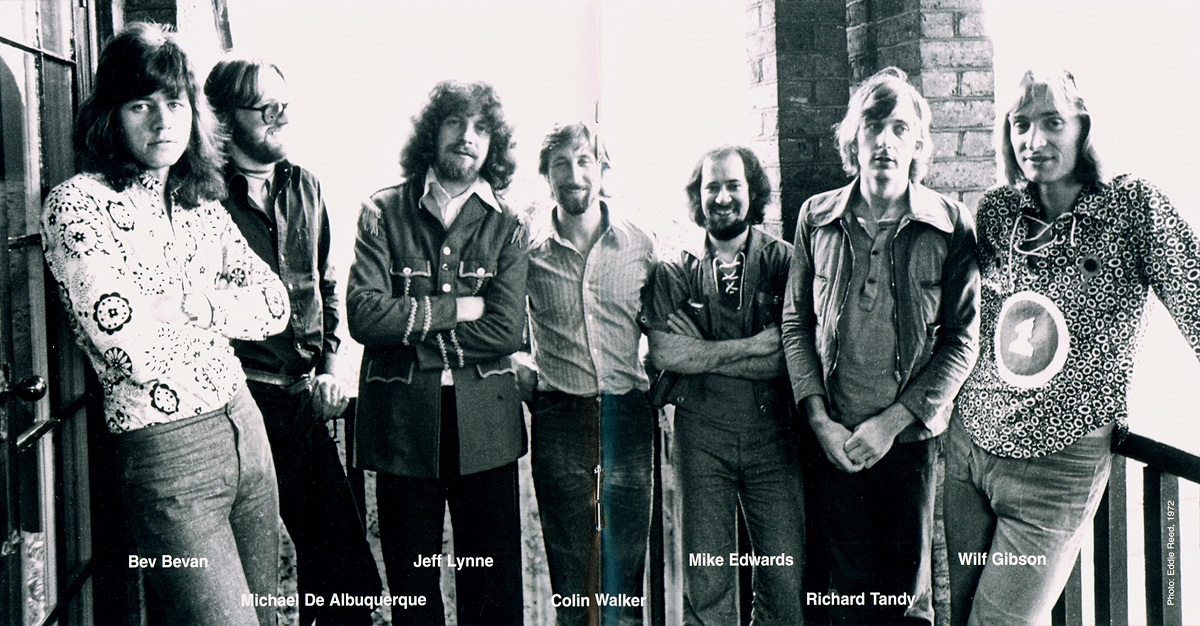 Bev Bevan
Jeff Lynne
Mike Edwards
Wilf Gibson
Michael De Albuquerque
Colin Walker
Richard Tandy
Photo: Eddie Reed, 1972